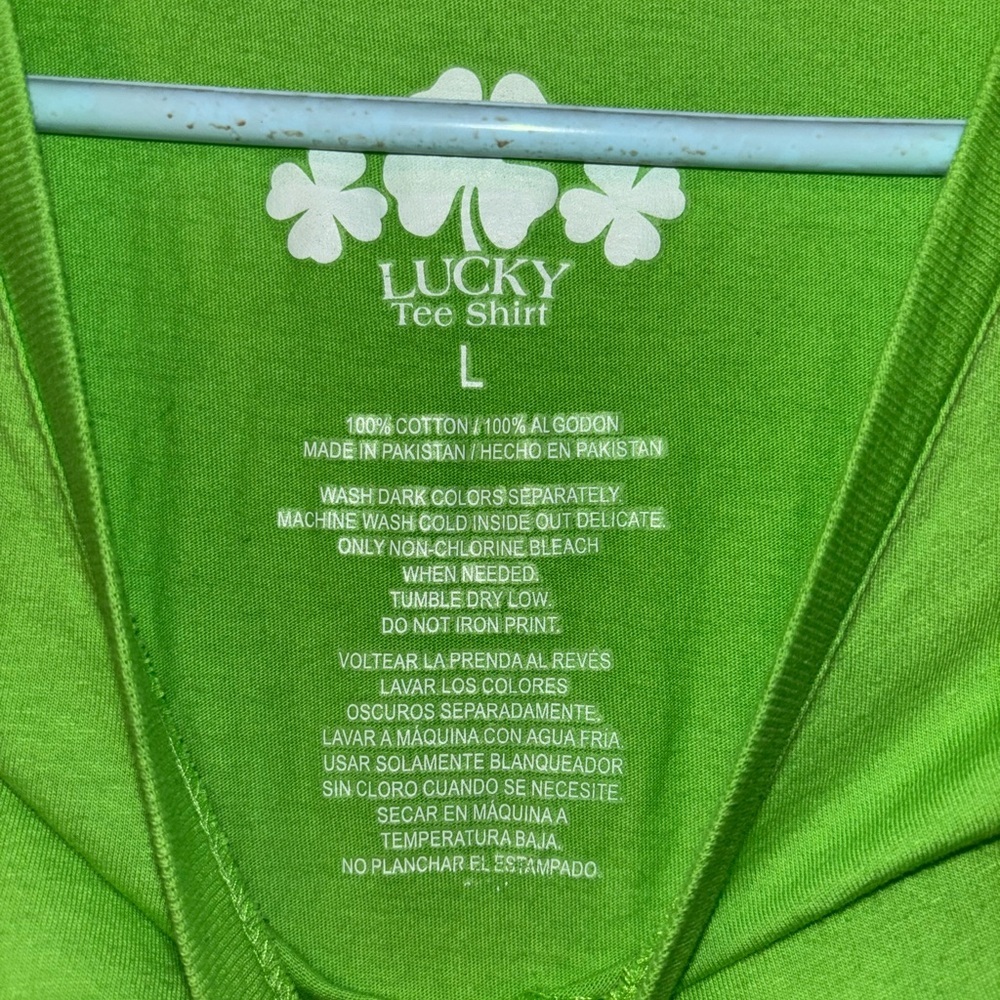 LUCKY
Tee Shirt
L
100% COTTON / 100% ALGODON
MADE IN PAKISTAN / HECHO EN PAKISTAN
WASH DARK COLORS SEPARATELY.
MACHINE WASH COLD INSIDE OUT DELICATE.
ONLY NON-CHLORINE BLEACH
WHEN NEEDED.
TUMBLE DRY LOW.
DO NOT IRON PRINT.
VOLTEAR LA PRENDA AL REVÉS
LAVAR LOS COLORES
OSCUROS SEPARADAMENTE.
LAVAR A MÁQUINA CON AGUA FRÍA
USAR SOLAMENTE BLANQUEADOR
SIN CLORO CUANDO SE NECESITE.
SECAR EN MÁQUINA A
TEMPERATURA BAJA.
NO PLANCHAR EL ESTAMPADO